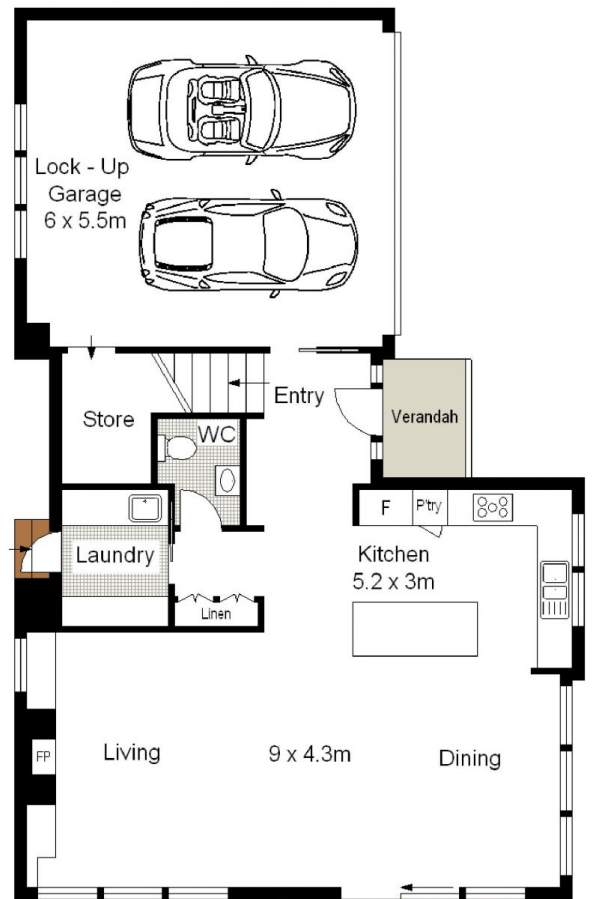 Lock - Up
Garage
6 x 5.5m
Entry
Store
WC
Verandah
F
P'try
Laundry
Kitchen
5.2 x 3m
Linen
FP
Living
9 x 4.3m
Dining